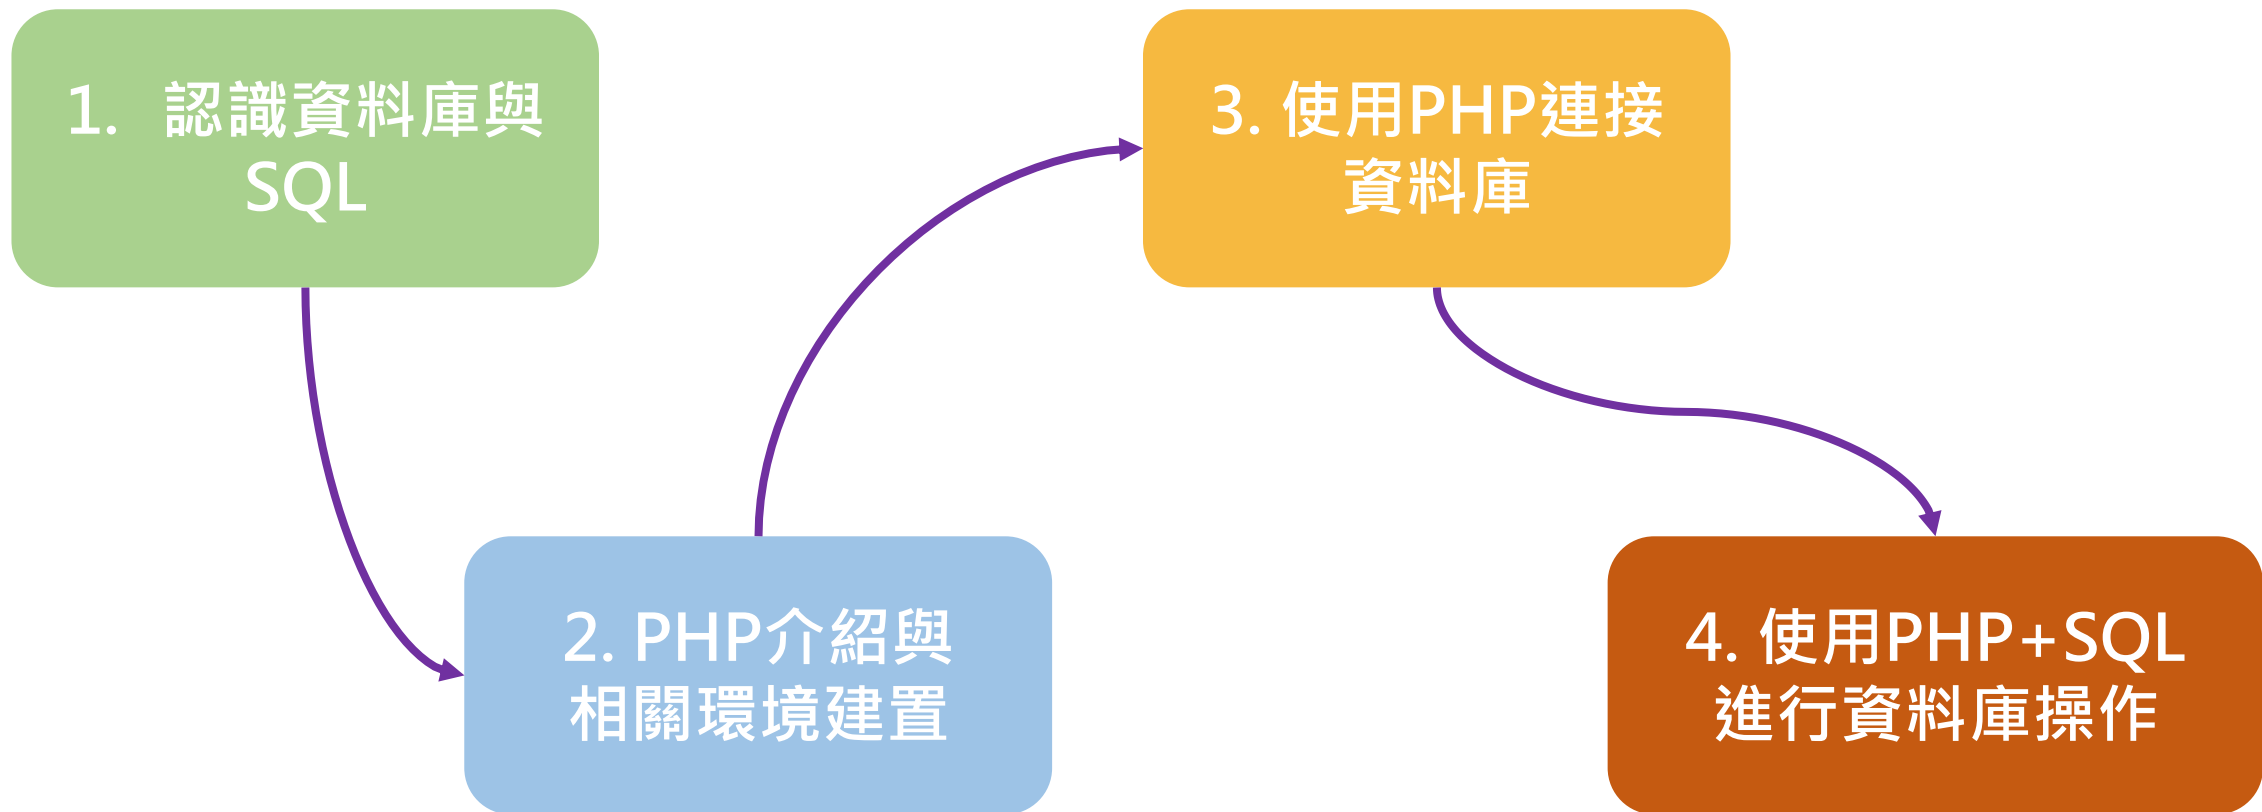 1. 認識資料庫與
SQL
2. PHP介紹與
相關環境建置
3. 使用PHP連接
資料庫
4. 使用PHP+SQL
進行資料庫操作